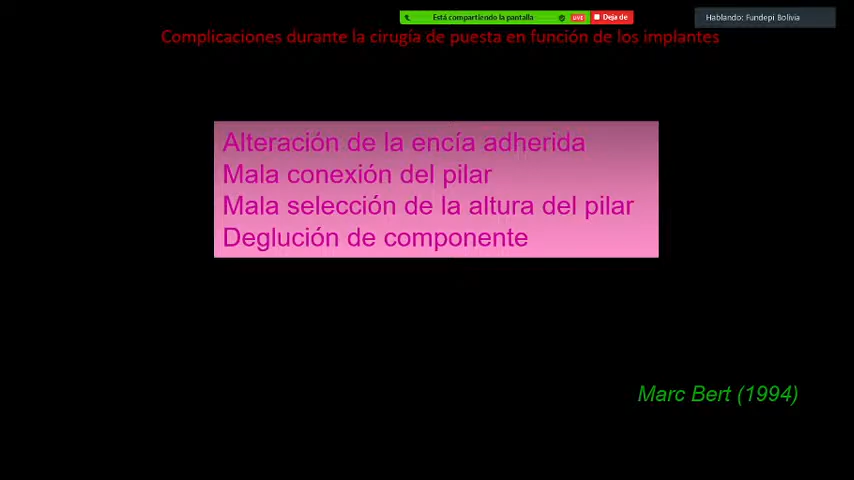 Está compartiendo la pantalla
LIVE
Deja de
Hablando: Fundepi Bolivia
Complicaciones durante la cirugía de puesta en función de los implantes
Alteración de la encía adherida
Mala conexión del pilar
Mala selección de la altura del pilar
Deglución de componente
Marc Bert (1994)